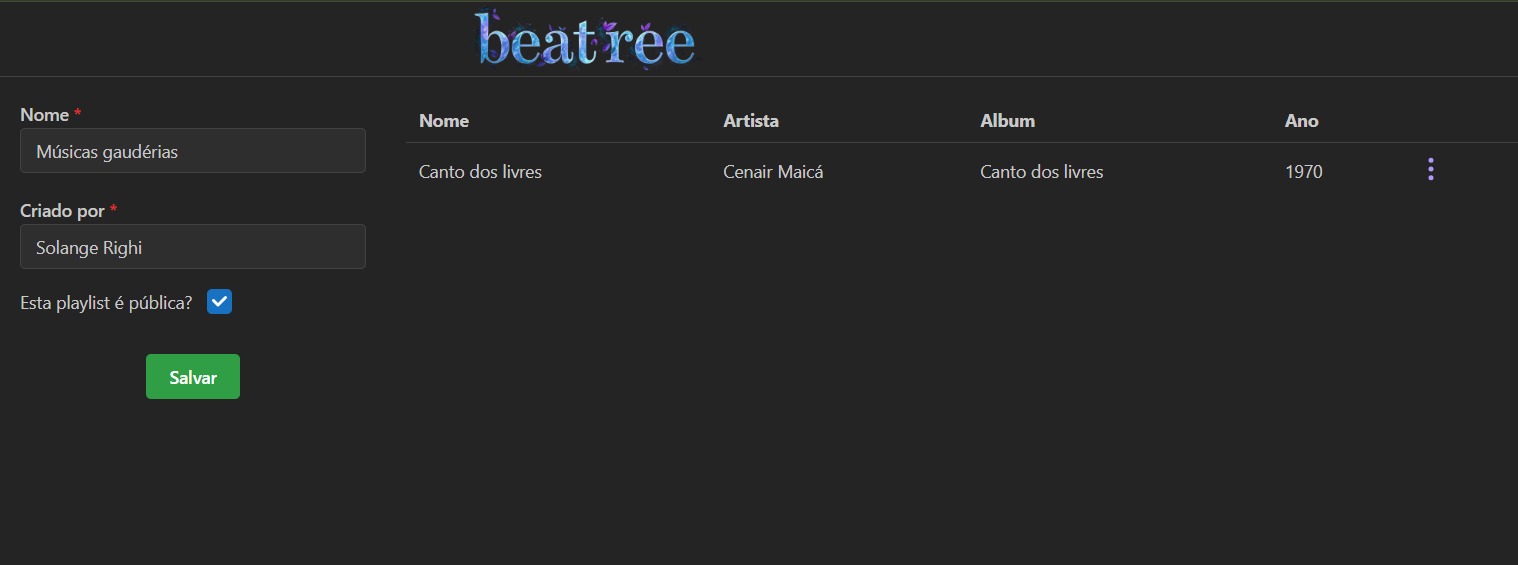 beatree
Nome *
Músicas gaudérias
Criado por *
Solange Righi
Esta playlist é pública?
Salvar
Nome Artista Album Ano
Canto dos livres Cenair Maicá Canto dos livres 1970